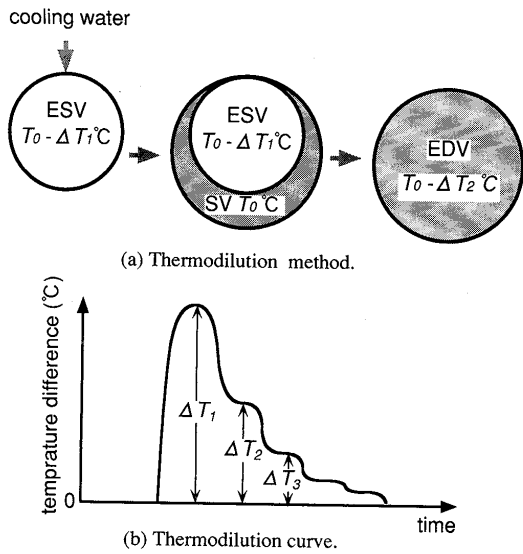 cooling water
ESV
T0 - ΔT1℃
ESV
T0 - ΔT1℃
SV T0 ℃
EDV
T0 - ΔT2 ℃
(a) Thermodilution method.
temprature difference (℃)
ΔT1
ΔT2
ΔT3
0
time
(b) Thermodilution curve.